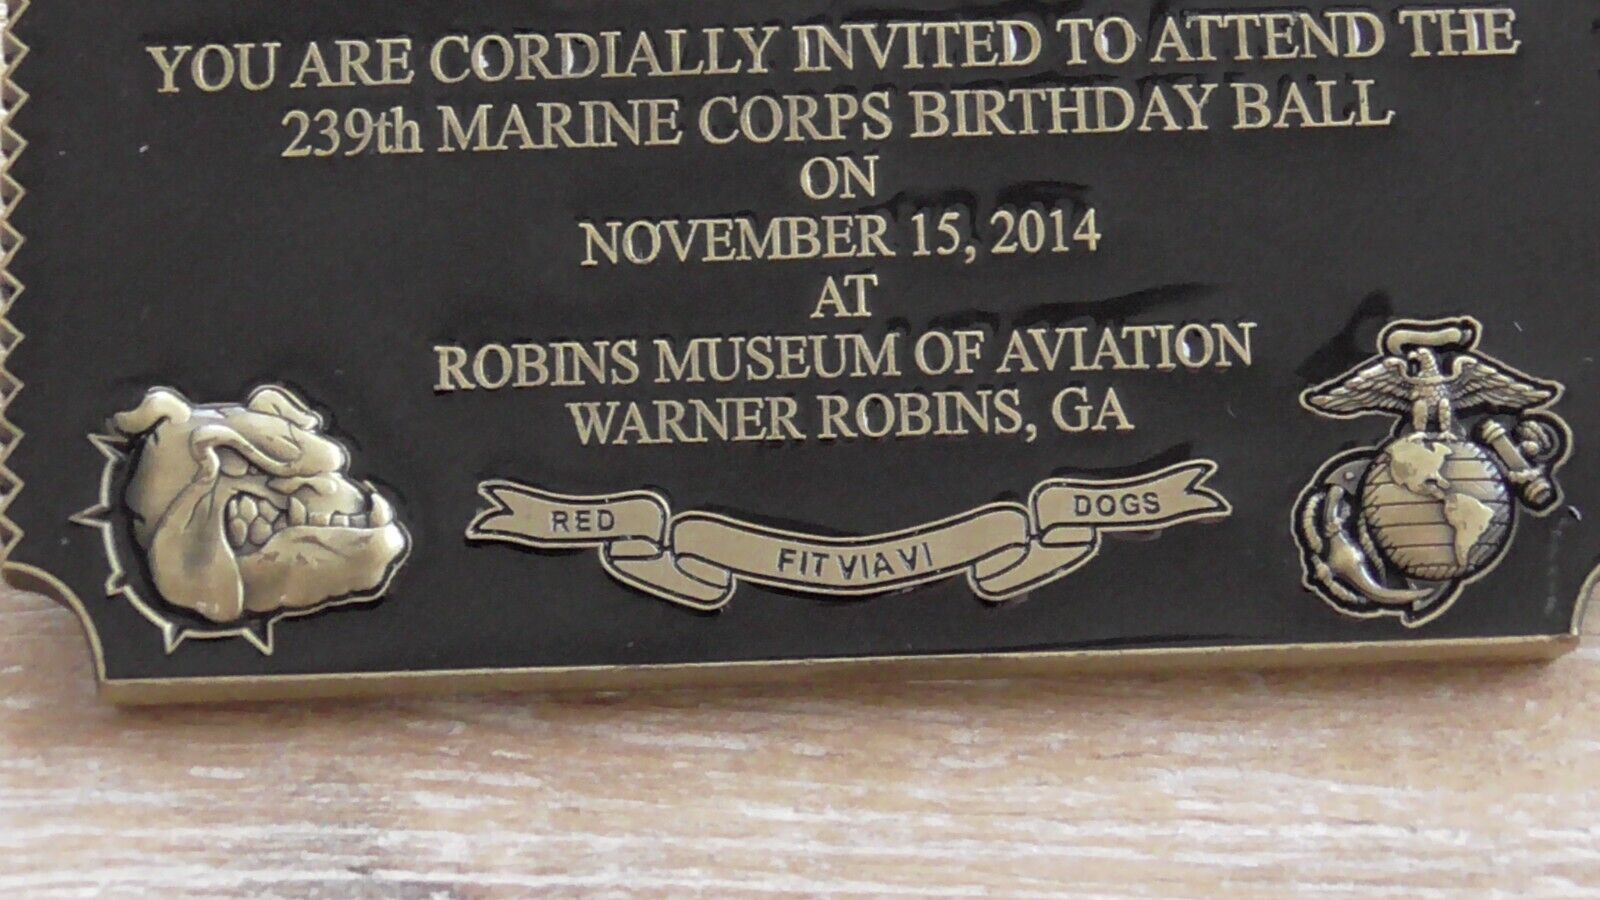 YOU ARE CORDIALLY INVITED TO ATTEND THE
239th MARINE CORPS BIRTHDAY BALL
ON
NOVEMBER 15, 2014
AT
ROBINS MUSEUM OF AVIATION
WARNER ROBINS, GA
RED FIT VIA VI DOGS